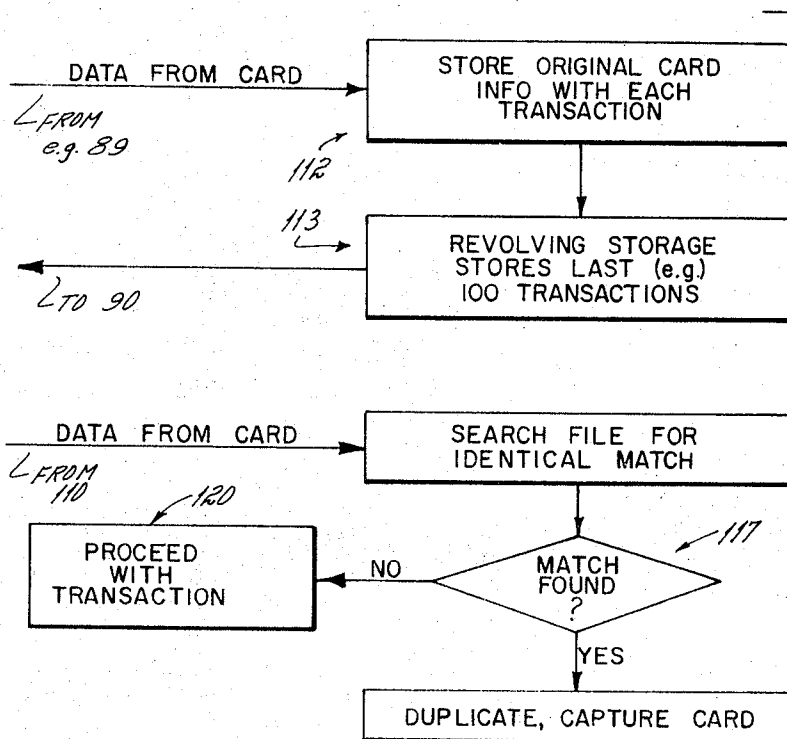 DATA FROM CARD
FROM
e.g. 89
STORE ORIGINAL CARD
INFO WITH EACH
TRANSACTION
112
113
REVOLVING STORAGE
STORES LAST (e.g.)
100 TRANSACTIONS
TO 90
DATA FROM CARD
FROM
110
SEARCH FILE FOR
IDENTICAL MATCH
120
PROCEED
WITH
TRANSACTION
NO
MATCH
FOUND
?
117
YES
DUPLICATE, CAPTURE CARD